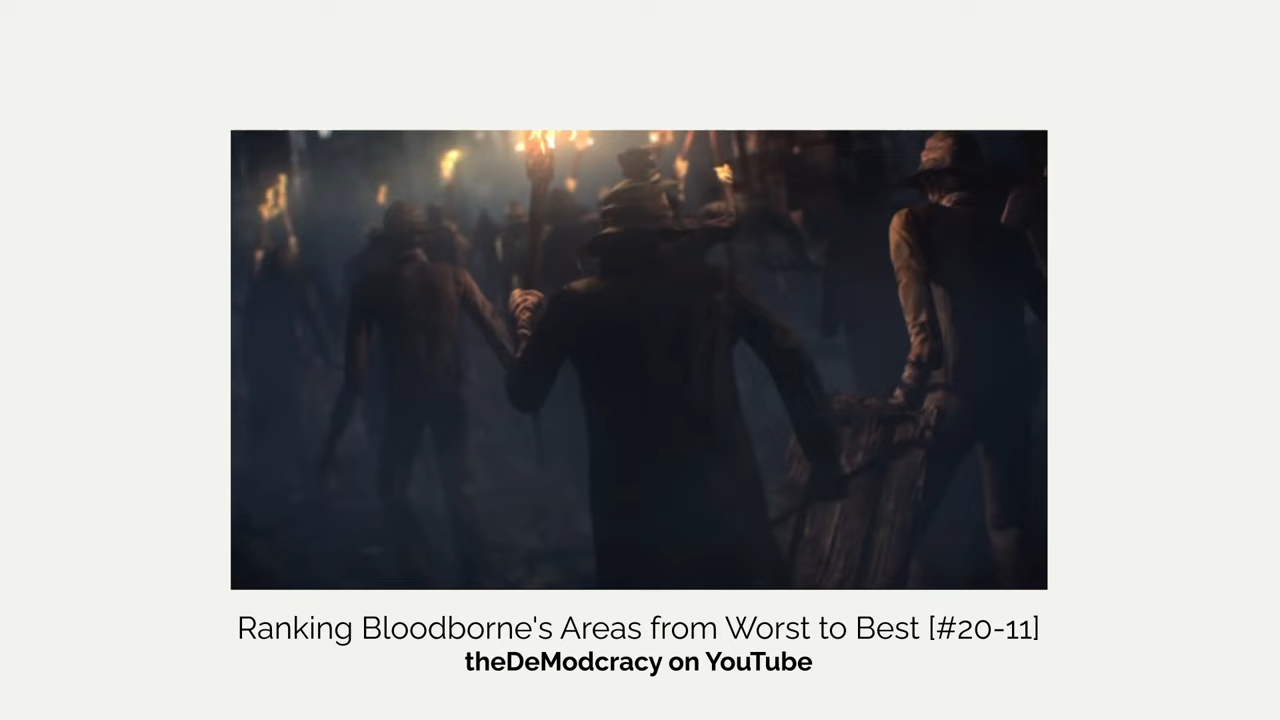 Ranking Bloodborne's Areas from Worst to Best [#20-11]
theDeModcracy on YouTube